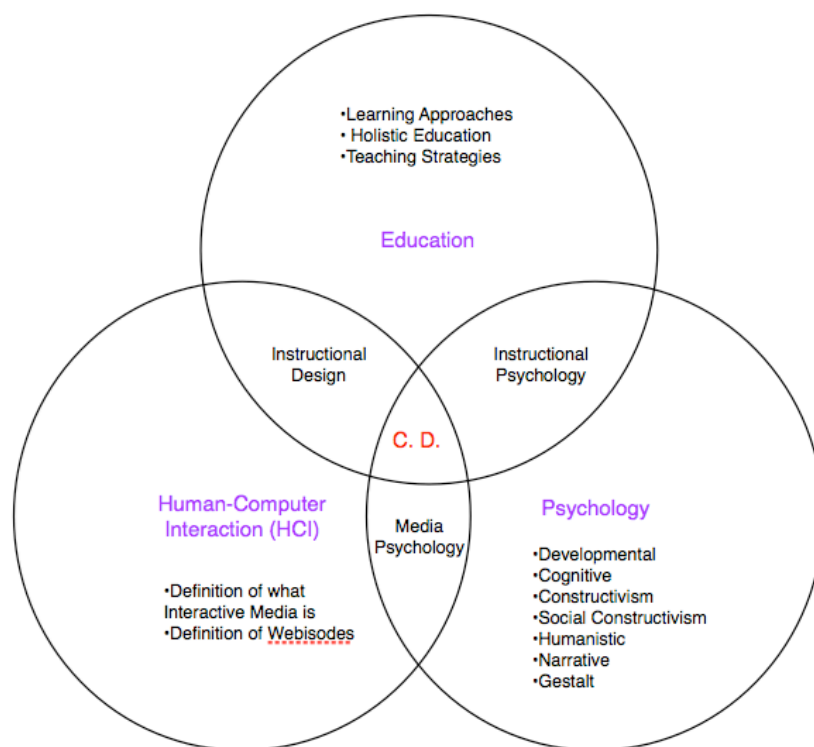 •Learning Approaches
• Holistic Education
•Teaching Strategies
Education
Instructional
Design
Instructional
Psychology
C. D.
Human-Computer
Interaction (HCI)
•Definition of what
Interactive Media is
•Definition of Webisodes
Media
Psychology
Psychology
•Developmental
•Cognitive
•Constructivism
•Social Constructivism
•Humanistic
•Narrative
•Gestalt